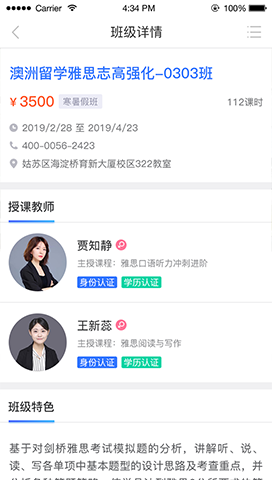 Carrier 4:34 PM 100%
班级详情
澳洲留学雅思志高强化-0303班
¥3500 寒暑假班 112课时
2019/2/28 至 2019/4/23
400-0056-2423
姑苏区海淀桥育新大厦校区322教室
授课教师
贾知静
主授课程：雅思口语听力冲刺进阶
身份认证 学历认证
王新蕊
主授课程：雅思阅读与写作
身份认证 学历认证
班级特色
基于对剑桥雅思考试模拟题的分析，讲解听、说、
读、写各单项中基本题型的设计思路及考查重点，并